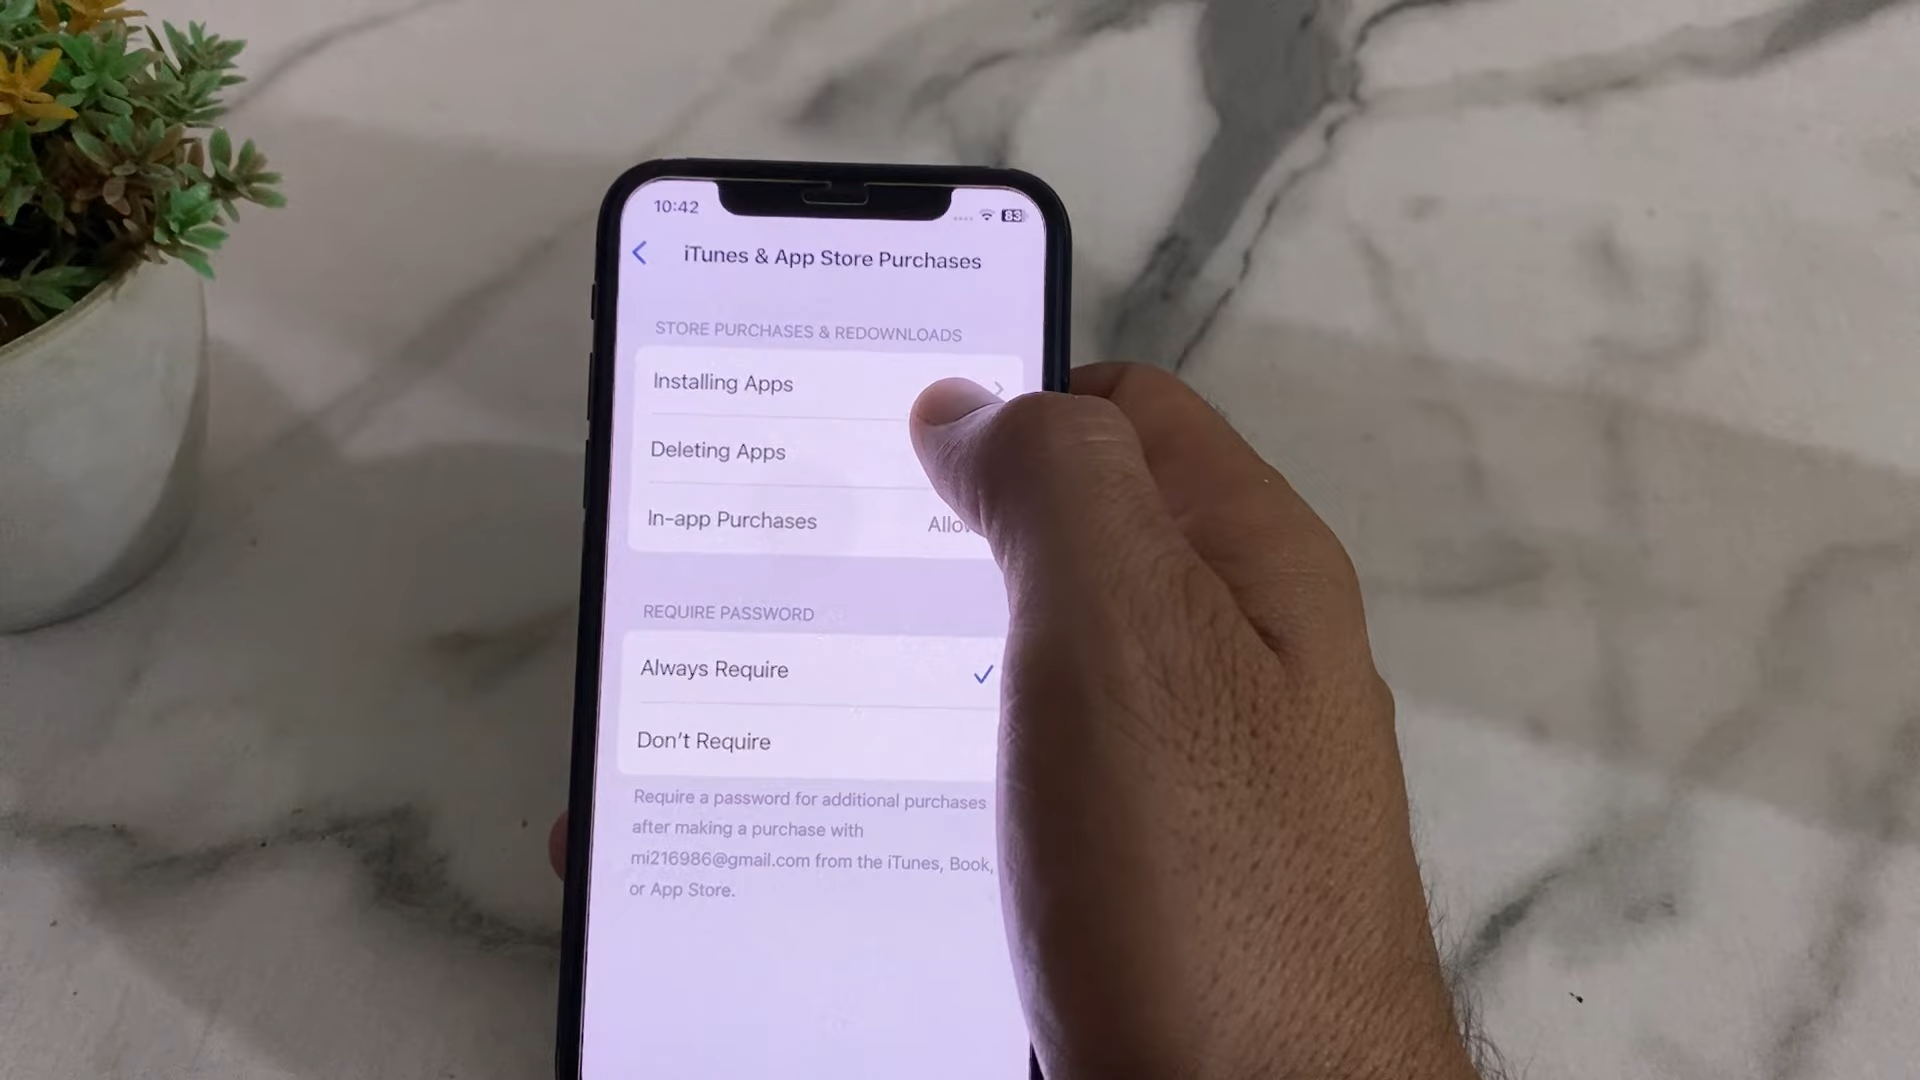 10:42
83
iTunes & App Store Purchases
STORE PURCHASES & REDOWNLOADS
Installing Apps
Deleting Apps
In-app Purchases
REQUIRE PASSWORD
Always Require
Don't Require
Require a password for additional purchases
after making a purchase with
mi216986@gmail.com from the iTunes, Book,
or App Store.